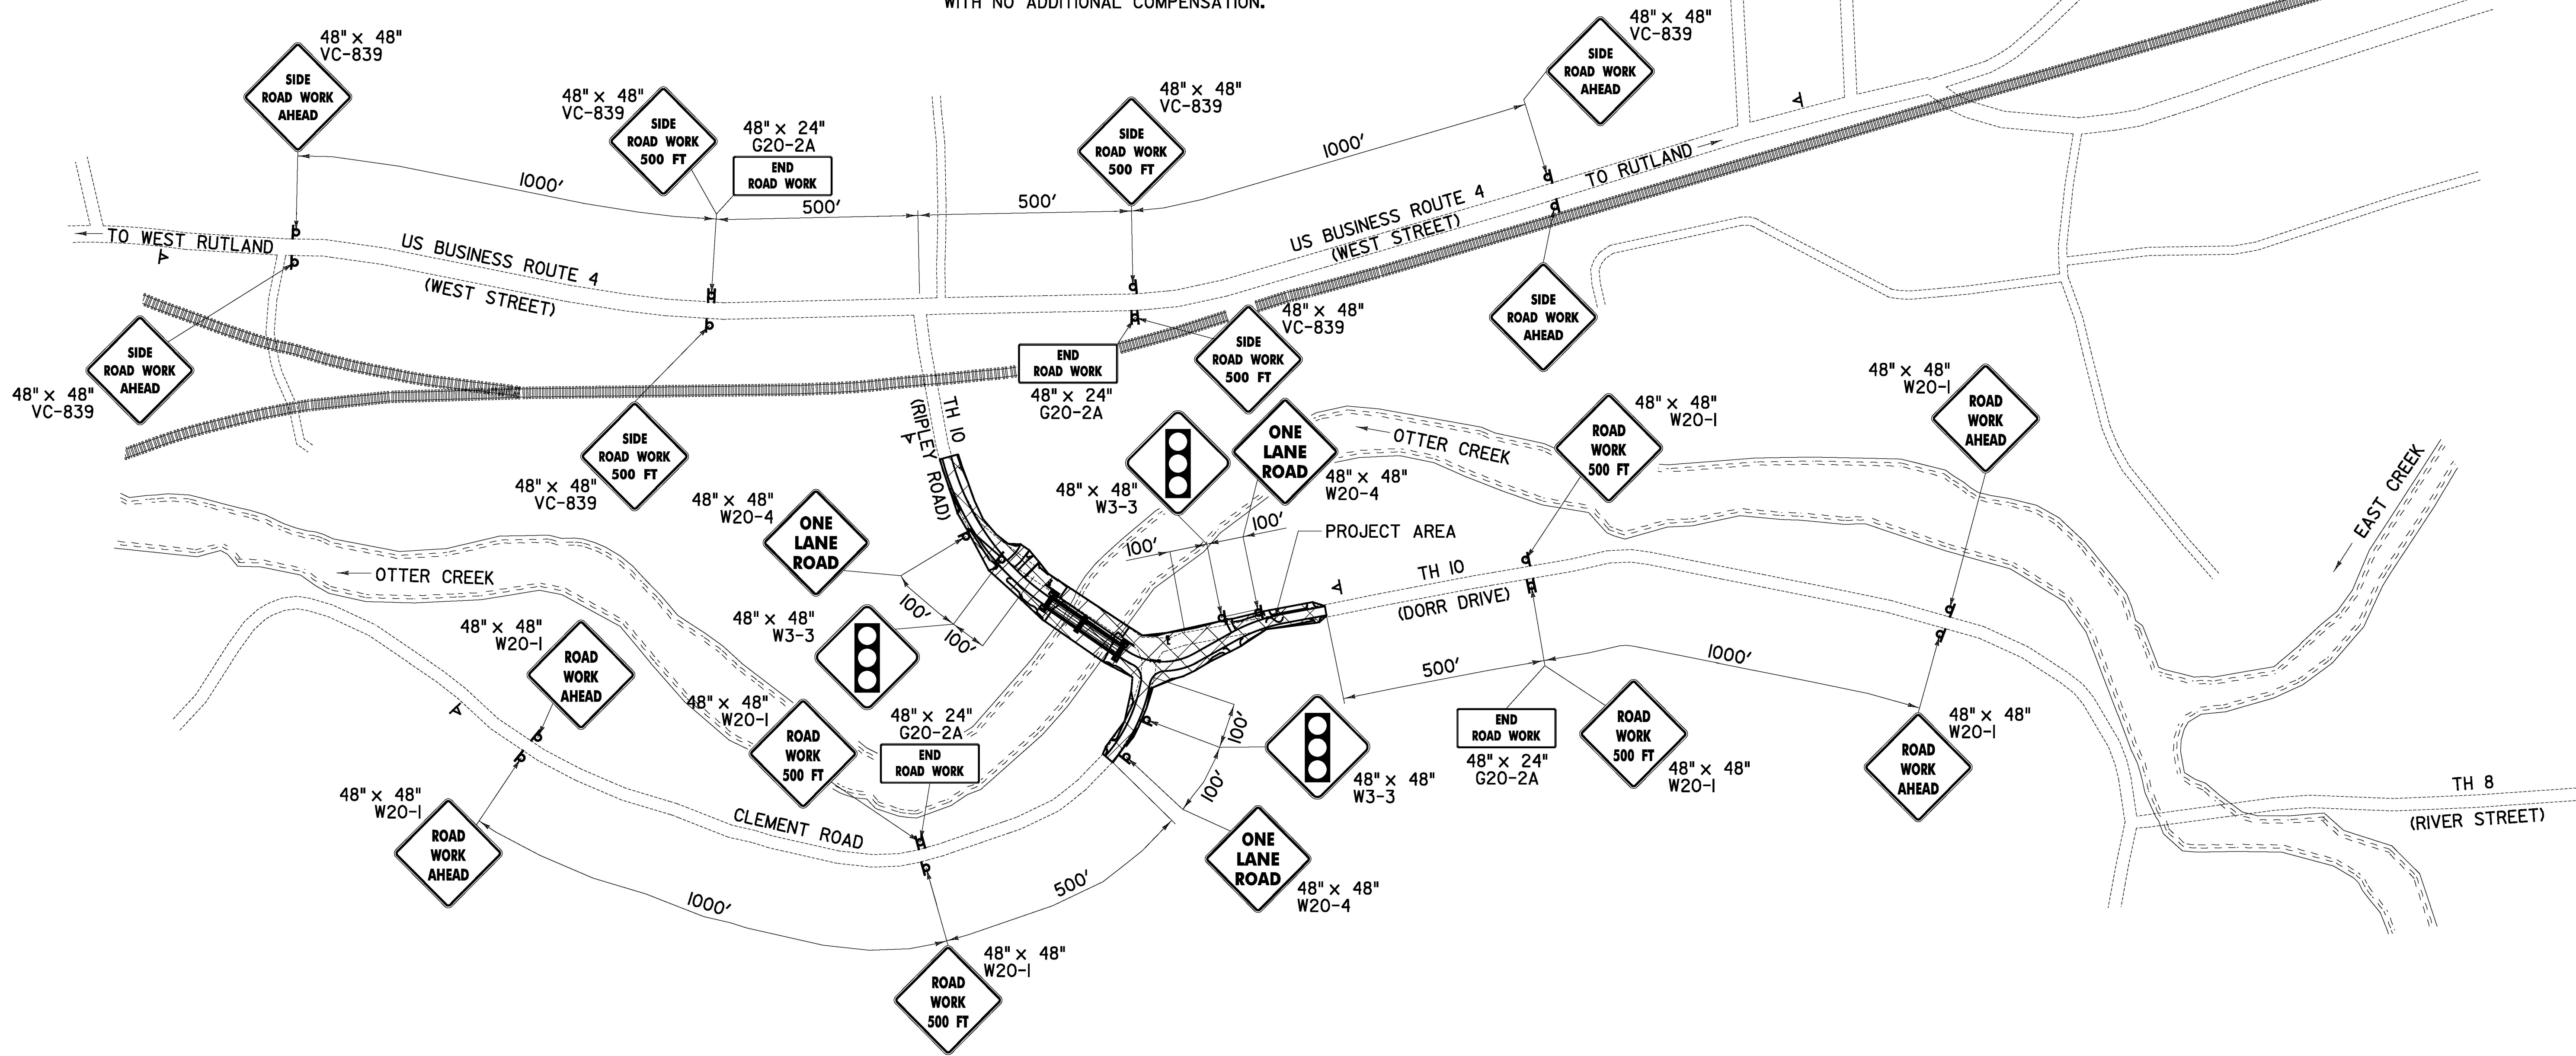 WITH NO ADDITIONAL COMPENSATION.
48" x 48"
VC-839
SIDE
ROAD WORK
AHEAD
48" x 48"
VC-839
SIDE
ROAD WORK
500 FT
48" x 24"
G20-2A
END
ROAD WORK
48" x 48"
VC-839
SIDE
ROAD WORK
500 FT
48" x 48"
VC-839
SIDE
ROAD WORK
AHEAD
1000'
500'
500'
1000'
TO WEST RUTLAND
US BUSINESS ROUTE 4
(WEST STREET)
US BUSINESS ROUTE 4
(WEST STREET)
TO RUTLAND
SIDE
ROAD WORK
AHEAD
48" x 48"
VC-839
SIDE
ROAD WORK
500 FT
48" x 48"
VC-839
END
ROAD WORK
48" x 24"
G20-2A
48" x 48"
VC-839
SIDE
ROAD WORK
500 FT
SIDE
ROAD WORK
AHEAD
TH 10
(RIPLEY ROAD)
48" x 48"
W20-4
ONE
LANE
ROAD
48" x 48"
W3-3
100'
100'
48" x 48"
W3-3
ONE
LANE
ROAD
48" x 48"
W20-4
100'
100'
PROJECT AREA
OTTER CREEK
48" x 48"
W20-1
ROAD
WORK
500 FT
48" x 48"
W20-1
ROAD
WORK
AHEAD
EAST CREEK
TH 10
(DORR DRIVE)
500'
1000'
END
ROAD WORK
48" x 24"
G20-2A
ROAD
WORK
500 FT
48" x 48"
W20-1
48" x 48"
W20-1
ROAD
WORK
AHEAD
TH 8
(RIVER STREET)
OTTER CREEK
48" x 48"
W20-1
ROAD
WORK
AHEAD
48" x 48"
W20-1
ROAD
WORK
AHEAD
48" x 48"
W20-1
ROAD
WORK
500 FT
48" x 24"
G20-2A
END
ROAD WORK
CLEMENT ROAD
1000'
500'
48" x 48"
W20-1
ROAD
WORK
500 FT
100'
100'
48" x 48"
W3-3
ONE
LANE
ROAD
48" x 48"
W20-4